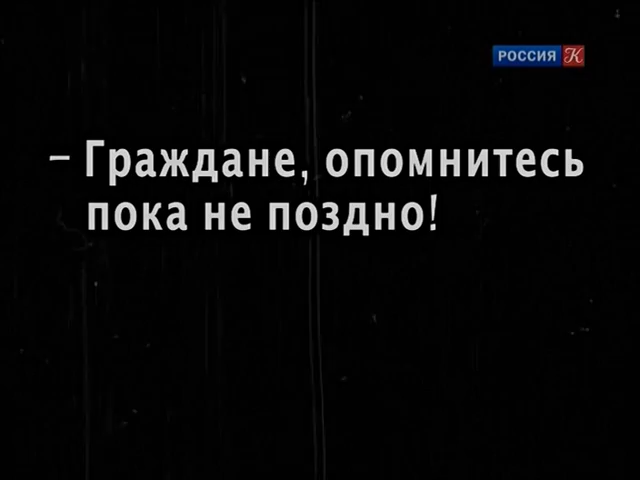 РОССИЯ К
– Граждане, опомнитесь
пока не поздно!